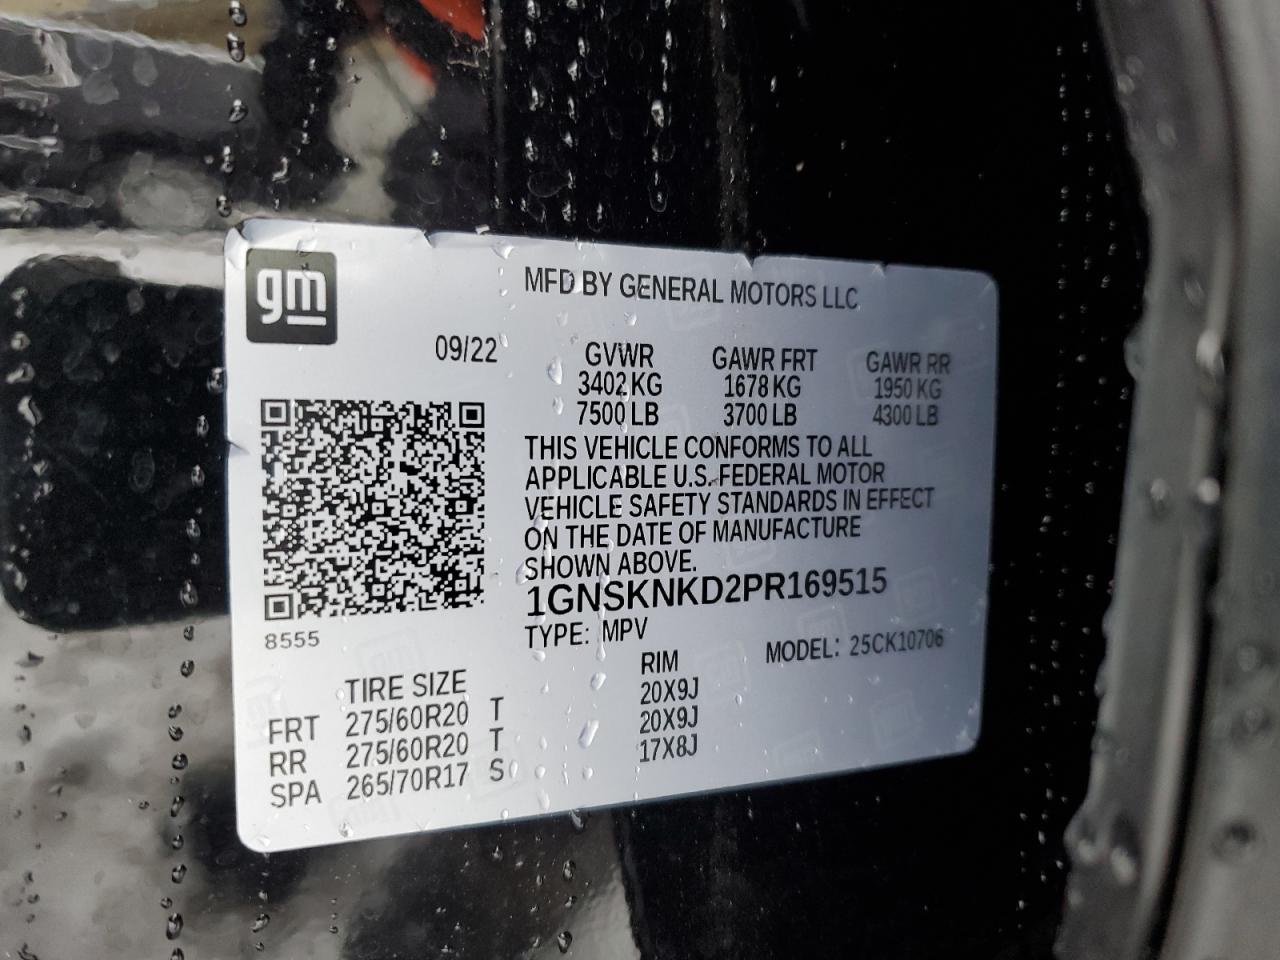 gm
MFD BY GENERAL MOTORS LLC
09/22
GVWR GAWR FRT GAWR RR
3402 KG 1678 KG 1950 KG
7500 LB 3700 LB 4300 LB
THIS VEHICLE CONFORMS TO ALL
APPLICABLE U.S. FEDERAL MOTOR
VEHICLE SAFETY STANDARDS IN EFFECT
ON THE DATE OF MANUFACTURE
SHOWN ABOVE.
1GNSKNKD2PR169515
TYPE: MPV MODEL: 25CK10706
8555
TIRE SIZE RIM
FRT 275/60R20 T 20X9J
RR 275/60R20 T 20X9J
SPA 265/70R17 S 17X8J